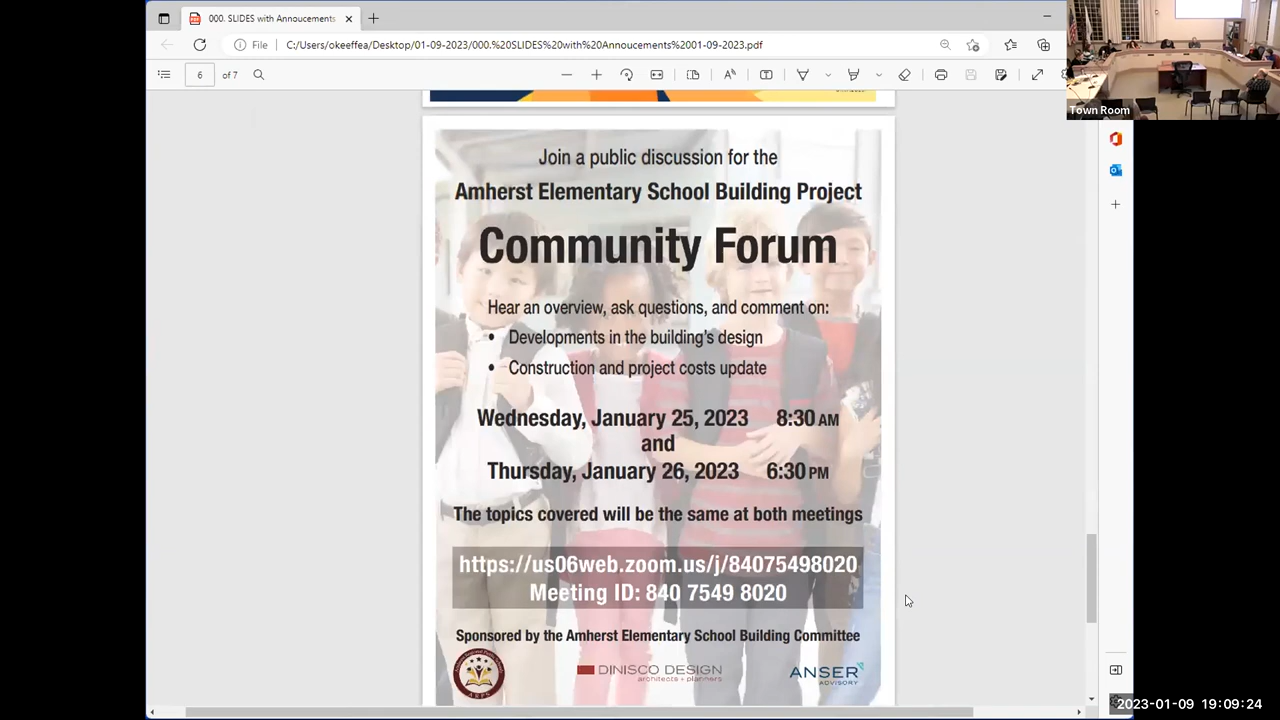 000. SLIDES with Annoucements
File
C:/Users/okeeffea/Desktop/01-09-2023/000.%20SLIDES%20with%20Annoucements%2001-09-2023.pdf
6
of 7
Town Room
Join a public discussion for the
Amherst Elementary School Building Project
Community Forum
Hear an overview, ask questions, and comment on:
• Developments in the building's design
• Construction and project costs update
Wednesday, January 25, 2023 8:30 AM
and
Thursday, January 26, 2023 6:30 PM
The topics covered will be the same at both meetings
https://us06web.zoom.us/j/84075498020
Meeting ID: 840 7549 8020
Sponsored by the Amherst Elementary School Building Committee
DINISCO DESIGN
architects + planners
ANSER
ADVISORY
2023-01-09 19:09:24